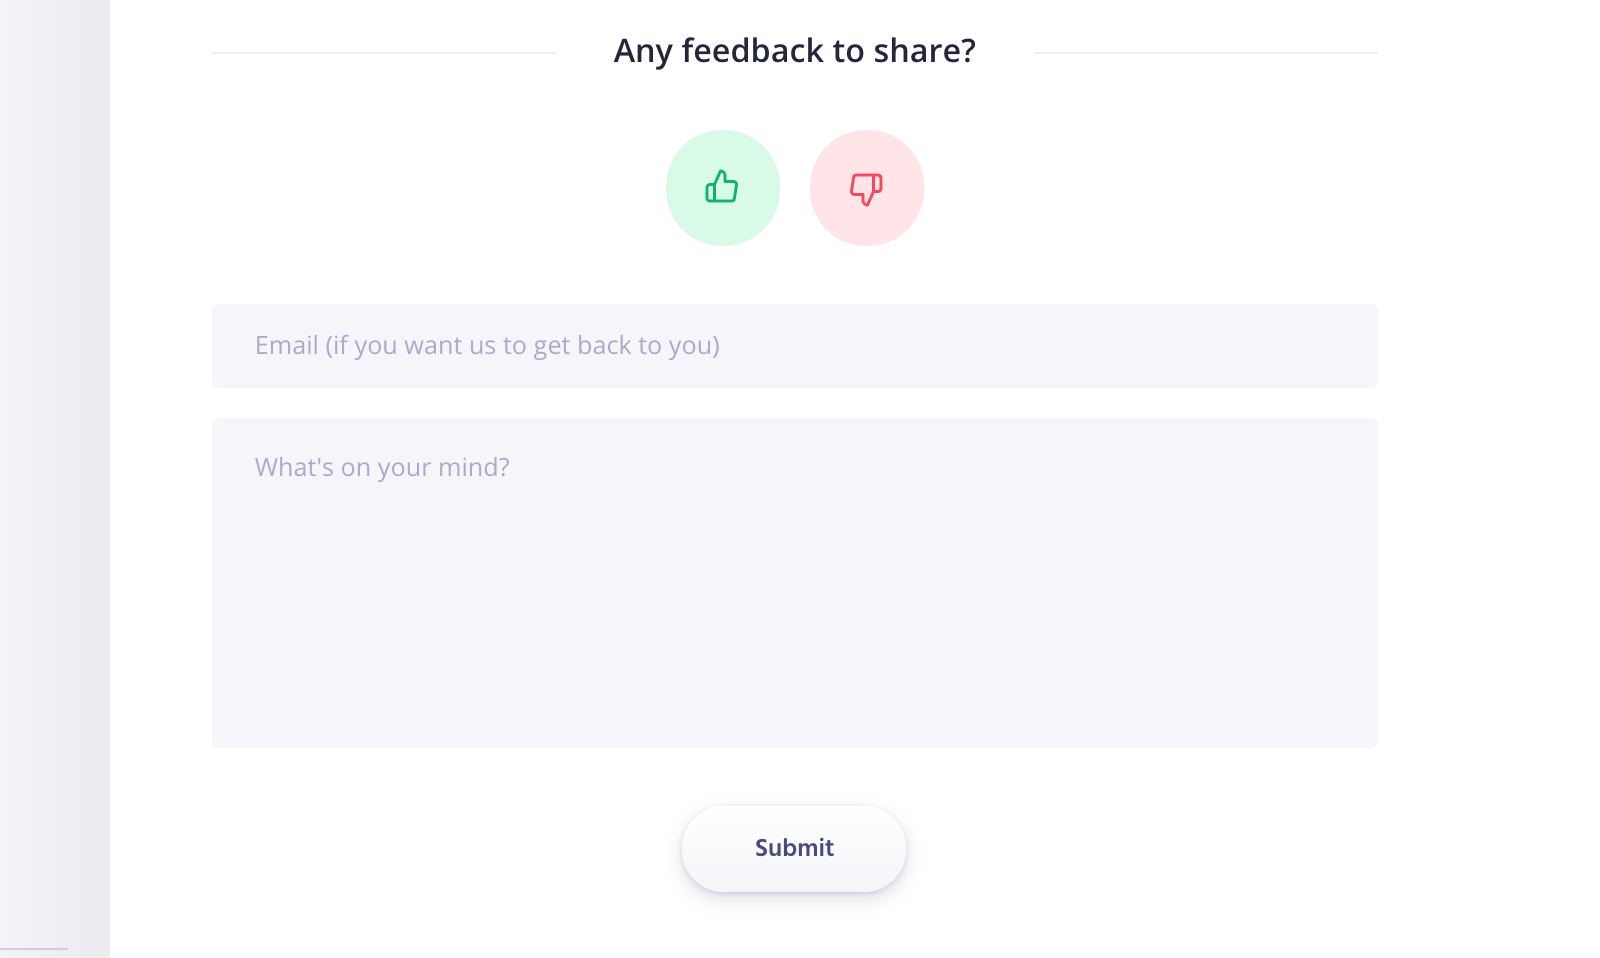 Any feedback to share?
Email (if you want us to get back to you)
What's on your mind?
Submit